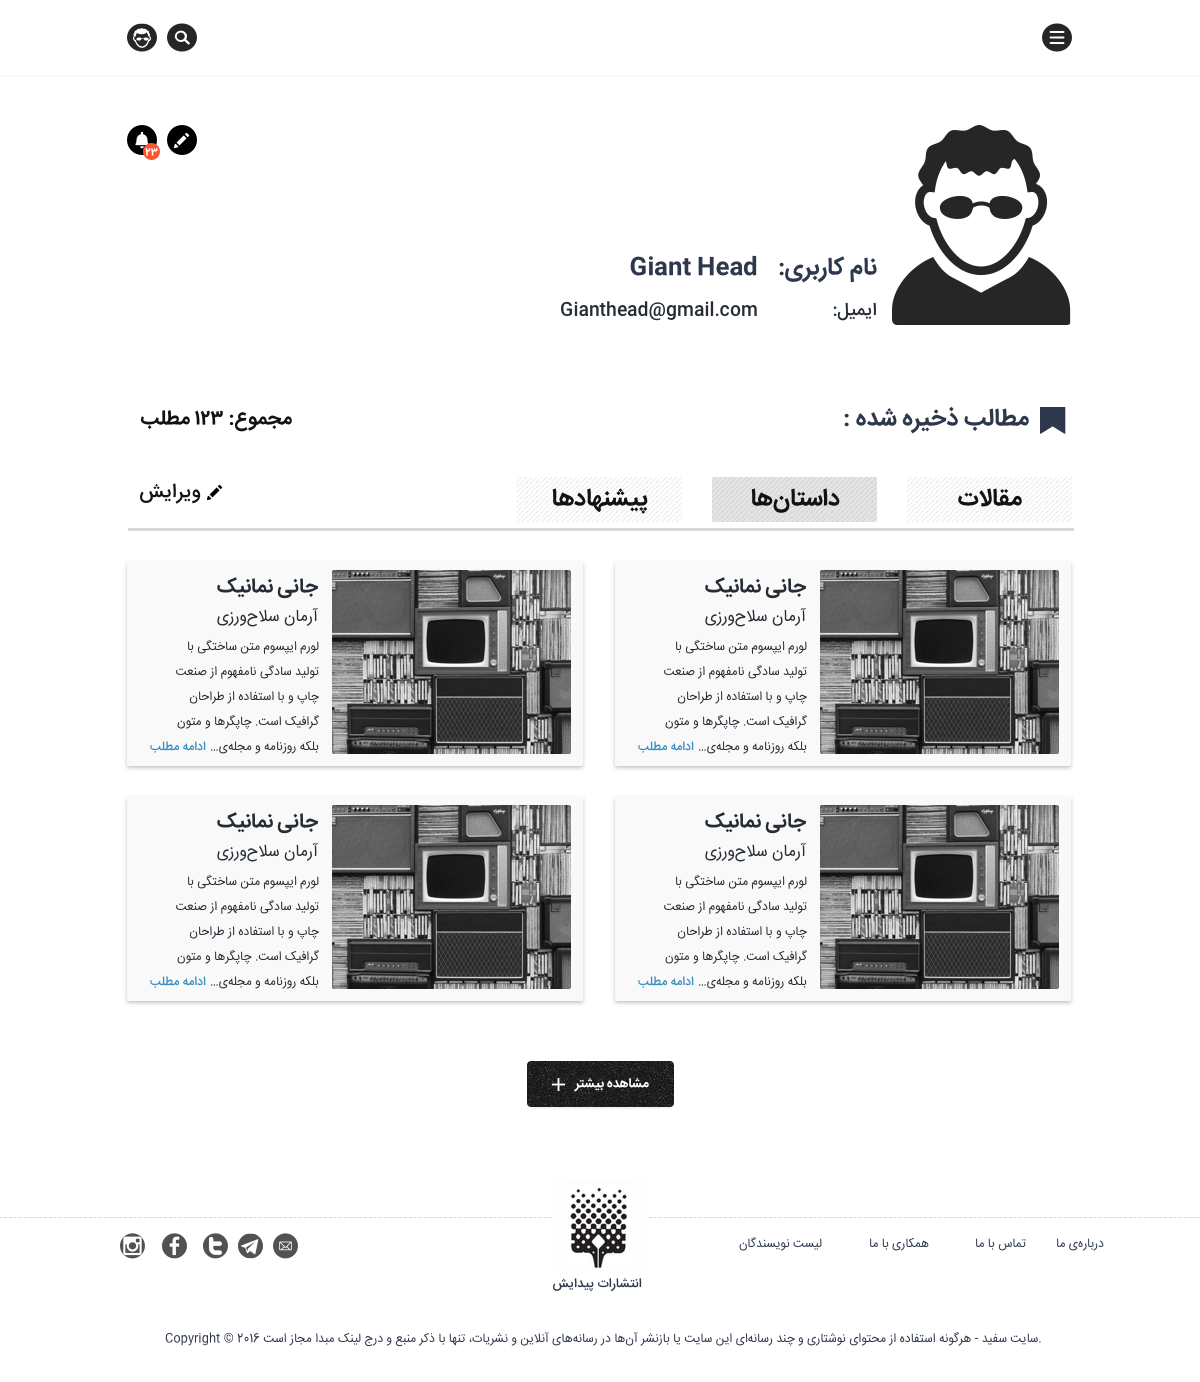 ۲۳
نام کاربری: Giant Head
ایمیل: Gianthead@gmail.com
مطالب ذخیره شده :
مجموع: ۱۲۳ مطلب
مقالات
داستان‌ها
پیشنهادها
ویرایش
جانی نمانیک
آرمان سلاح‌ورزی
لورم ایپسوم متن ساختگی با
تولید سادگی نامفهوم از صنعت
چاپ و با استفاده از طراحان
گرافیک است. چاپگرها و متون
بلکه روزنامه و مجله‌ی... ادامه مطلب
جانی نمانیک
آرمان سلاح‌ورزی
لورم ایپسوم متن ساختگی با
تولید سادگی نامفهوم از صنعت
چاپ و با استفاده از طراحان
گرافیک است. چاپگرها و متون
بلکه روزنامه و مجله‌ی... ادامه مطلب
جانی نمانیک
آرمان سلاح‌ورزی
لورم ایپسوم متن ساختگی با
تولید سادگی نامفهوم از صنعت
چاپ و با استفاده از طراحان
گرافیک است. چاپگرها و متون
بلکه روزنامه و مجله‌ی... ادامه مطلب
جانی نمانیک
آرمان سلاح‌ورزی
لورم ایپسوم متن ساختگی با
تولید سادگی نامفهوم از صنعت
چاپ و با استفاده از طراحان
گرافیک است. چاپگرها و متون
بلکه روزنامه و مجله‌ی... ادامه مطلب
مشاهده بیشتر
درباره‌ی ما
تماس با ما
همکاری با ما
لیست نویسندگان
انتشارات پیدایش
Copyright © ۲۰۱۶ سایت سفید - هرگونه استفاده از محتوای نوشتاری و چند رسانه‌ای این سایت یا بازنشر آن‌ها در رسانه‌های آنلاین و نشریات، تنها با ذکر منبع و درج لینک مبدا مجاز است.